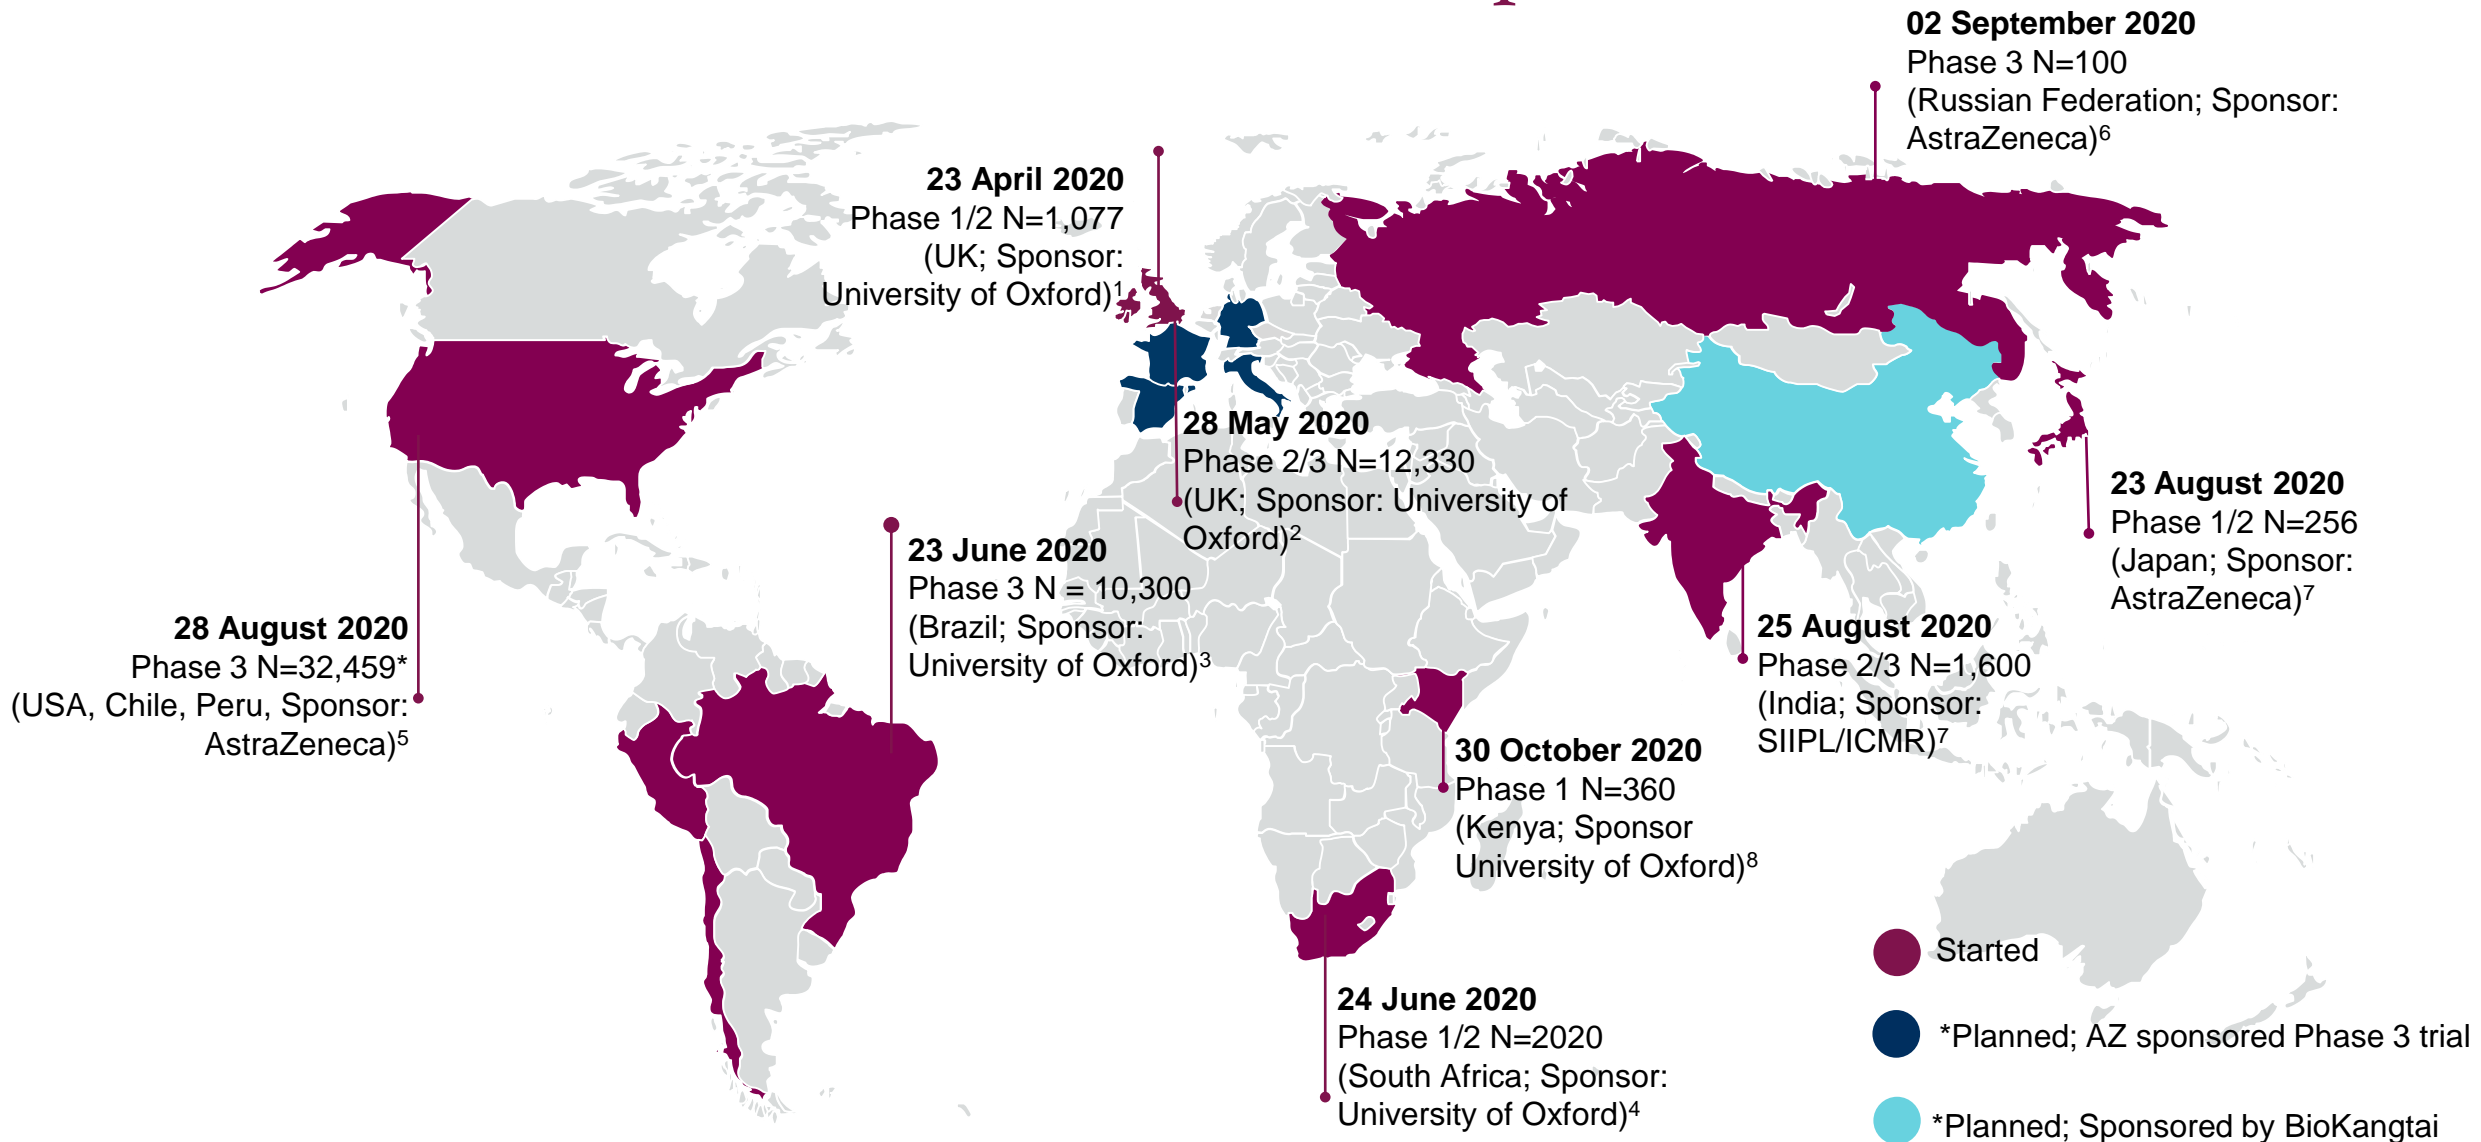 02 September 2020
Phase 3 N=100
(Russian Federation; Sponsor:
AstraZeneca)6
23 April 2020
Phase 1/2 N=1,077
(UK; Sponsor:
University of Oxford)1
28 May 2020
Phase 2/3 N=12,330
(UK; Sponsor: University of
Oxford)2
23 August 2020
Phase 1/2 N=256
(Japan; Sponsor:
AstraZeneca)7
23 June 2020
Phase 3 N = 10,300
(Brazil; Sponsor:
University of Oxford)3
28 August 2020
Phase 3 N=32,459*
(USA, Chile, Peru, Sponsor:
AstraZeneca)5
25 August 2020
Phase 2/3 N=1,600
(India; Sponsor:
SIIPL/ICMR)7
30 October 2020
Phase 1 N=360
(Kenya; Sponsor
University of Oxford)8
24 June 2020
Phase 1/2 N=2020
(South Africa; Sponsor:
University of Oxford)4
Started
*Planned; AZ sponsored Phase 3 trial
*Planned; Sponsored by BioKangtai